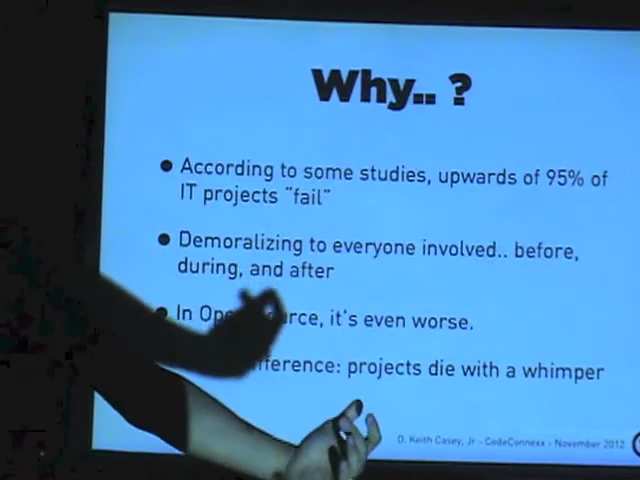 Why.. ?
According to some studies, upwards of 95% of
IT projects "fail"
Demoralizing to everyone involved.. before,
during, and after
In Op rce, it's even worse.
fference: projects die with a whimper
D. Keith Casey, Jr - CodeConnexx - November 2012